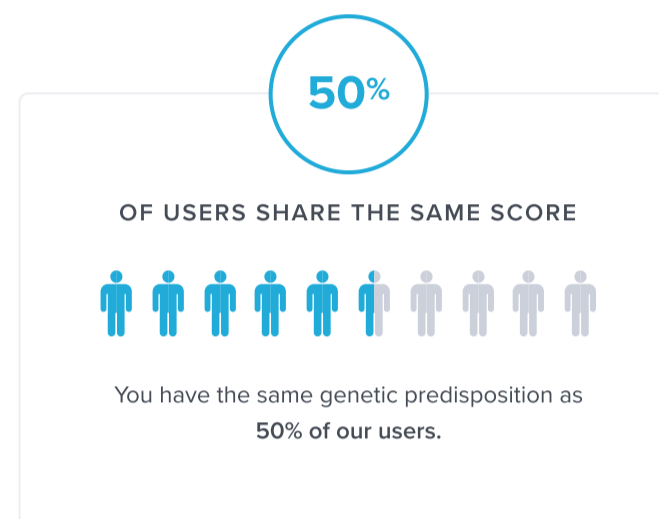 50%
OF USERS SHARE THE SAME SCORE
You have the same genetic predisposition as
50% of our users.